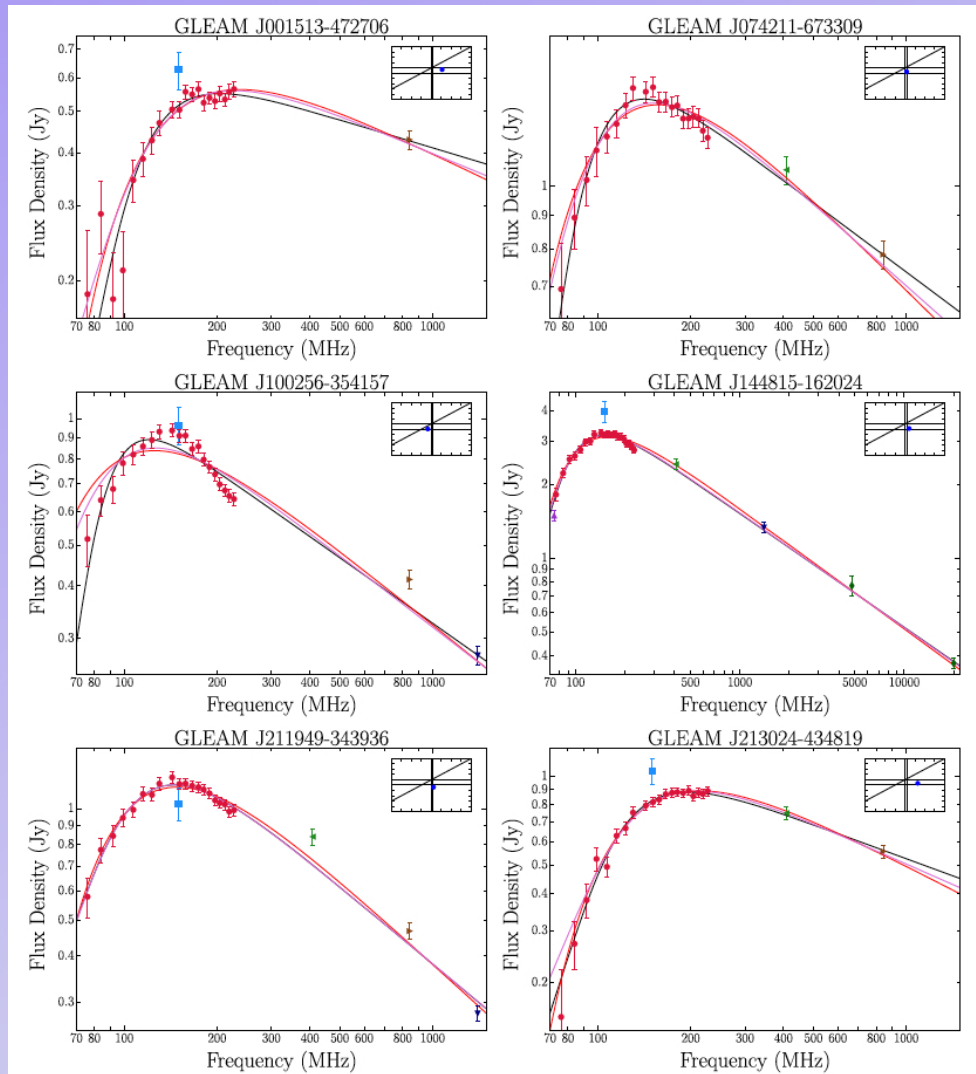 GLEAM J001513-472706
Flux Density (Jy)
0.7
0.6
0.5
0.4
0.3
0.2
70 80 100 200 300 400 500 600 800 1000
Frequency (MHz)
GLEAM J074211-673309
Flux Density (Jy)
1
0.9
0.8
0.7
70 80 100 200 300 400 500 600 800 1000
Frequency (MHz)
GLEAM J100256-354157
Flux Density (Jy)
1
0.9
0.8
0.7
0.6
0.5
0.4
0.3
70 80 100 200 300 400 500 600 800 1000
Frequency (MHz)
GLEAM J144815-162024
Flux Density (Jy)
4
3
2
1
0.9
0.8
0.7
0.6
0.5
0.4
70 100 500 1000 5000 10000
Frequency (MHz)
GLEAM J211949-343936
Flux Density (Jy)
1
0.9
0.8
0.7
0.6
0.5
0.4
0.3
70 80 100 200 300 400 500 600 800 1000
Frequency (MHz)
GLEAM J213024-434819
Flux Density (Jy)
1
0.9
0.8
0.7
0.6
0.5
0.4
0.3
0.2
70 80 100 200 300 400 500 600 800 1000
Frequency (MHz)